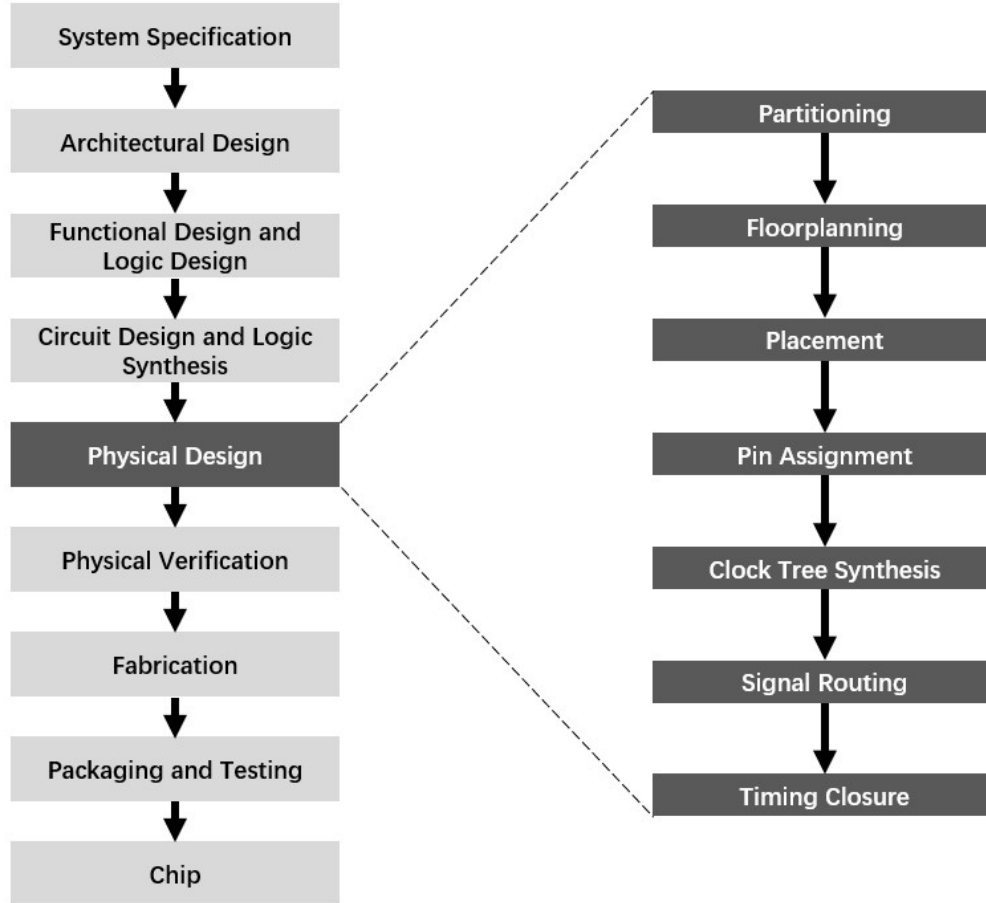 System Specification
Architectural Design
Functional Design and
Logic Design
Circuit Design and Logic
Synthesis
Physical Design
Physical Verification
Fabrication
Packaging and Testing
Chip
Partitioning
Floorplanning
Placement
Pin Assignment
Clock Tree Synthesis
Signal Routing
Timing Closure